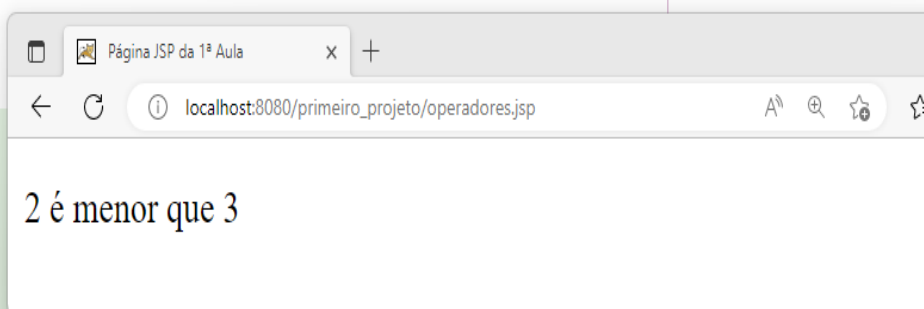 Página JSP da 1ª Aula
localhost:8080/primeiro_projeto/operadores.jsp
2 é menor que 3